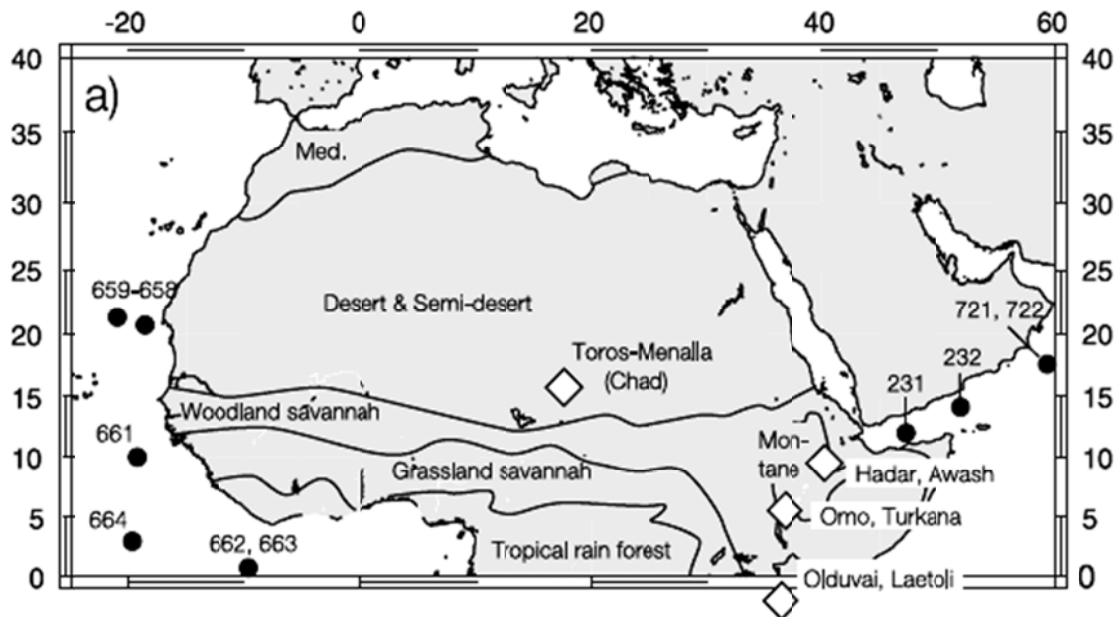 -20 0 20 40 60
40 40
a)
35 35
Med.
30 30
25 25
659-658
Desert & Semi-desert
721, 722
20 20
Toros-Menalla
(Chad)
232
231
15 15
Woodland savannah
661
Mon-
tane
10 10
Grassland savannah
Hadar, Awash
664
5 5
Omo, Turkana
662, 663
Tropical rain forest
0 0
Olduvai, Laetoli